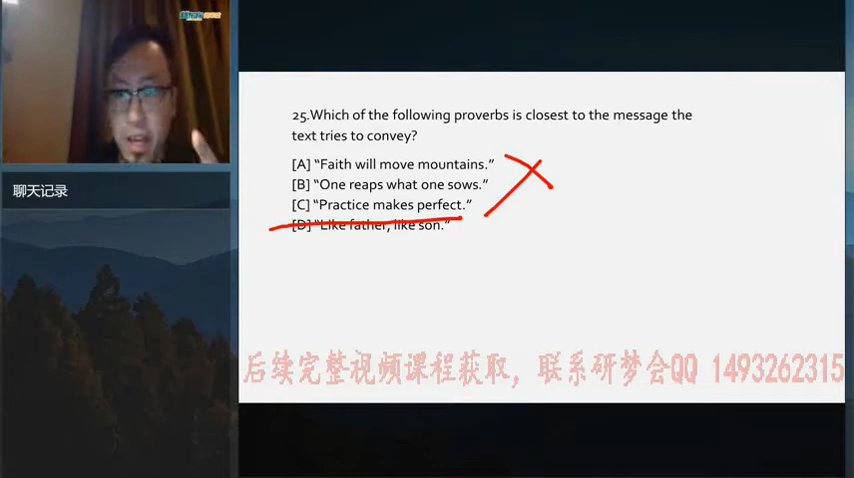 聊天记录
25.Which of the following proverbs is closest to the message the
text tries to convey?
[A] “Faith will move mountains.”
[B] “One reaps what one sows.”
[C] “Practice makes perfect.”
[D] “Like father, like son.”
后续完整视频课程获取，联系研梦会QQ 1493262315